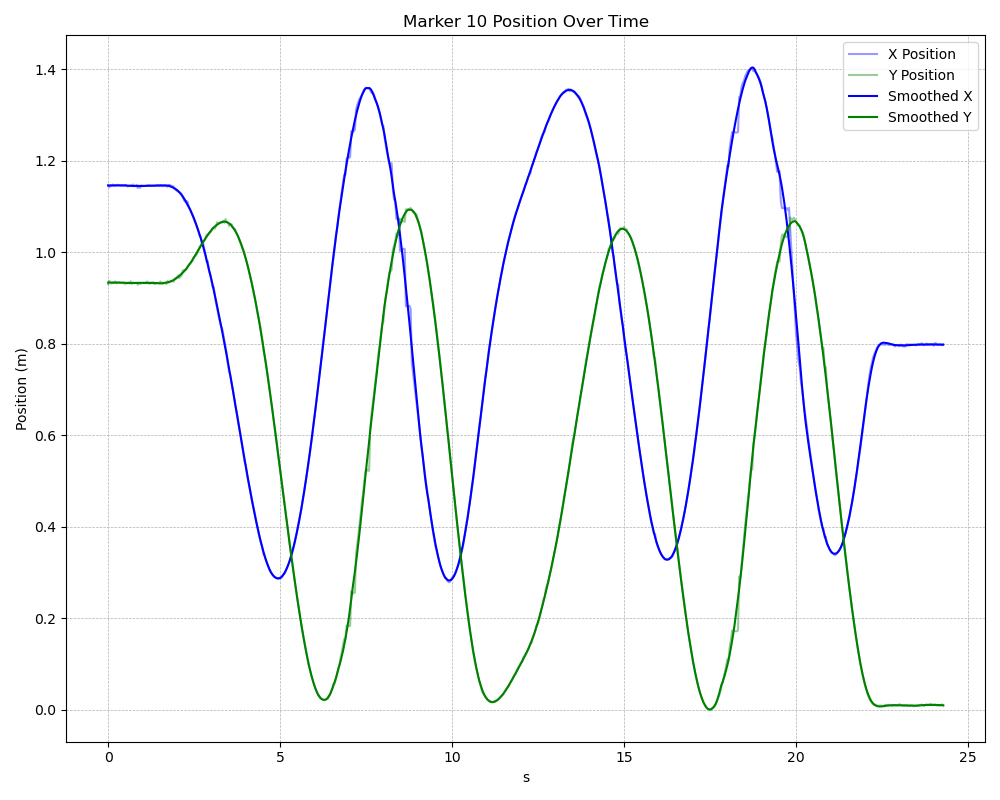 Marker 10 Position Over Time
X Position
Y Position
Smoothed X
Smoothed Y
Position (m)
1.4
1.2
1.0
0.8
0.6
0.4
0.2
0.0
0 5 10 15 20 25
s